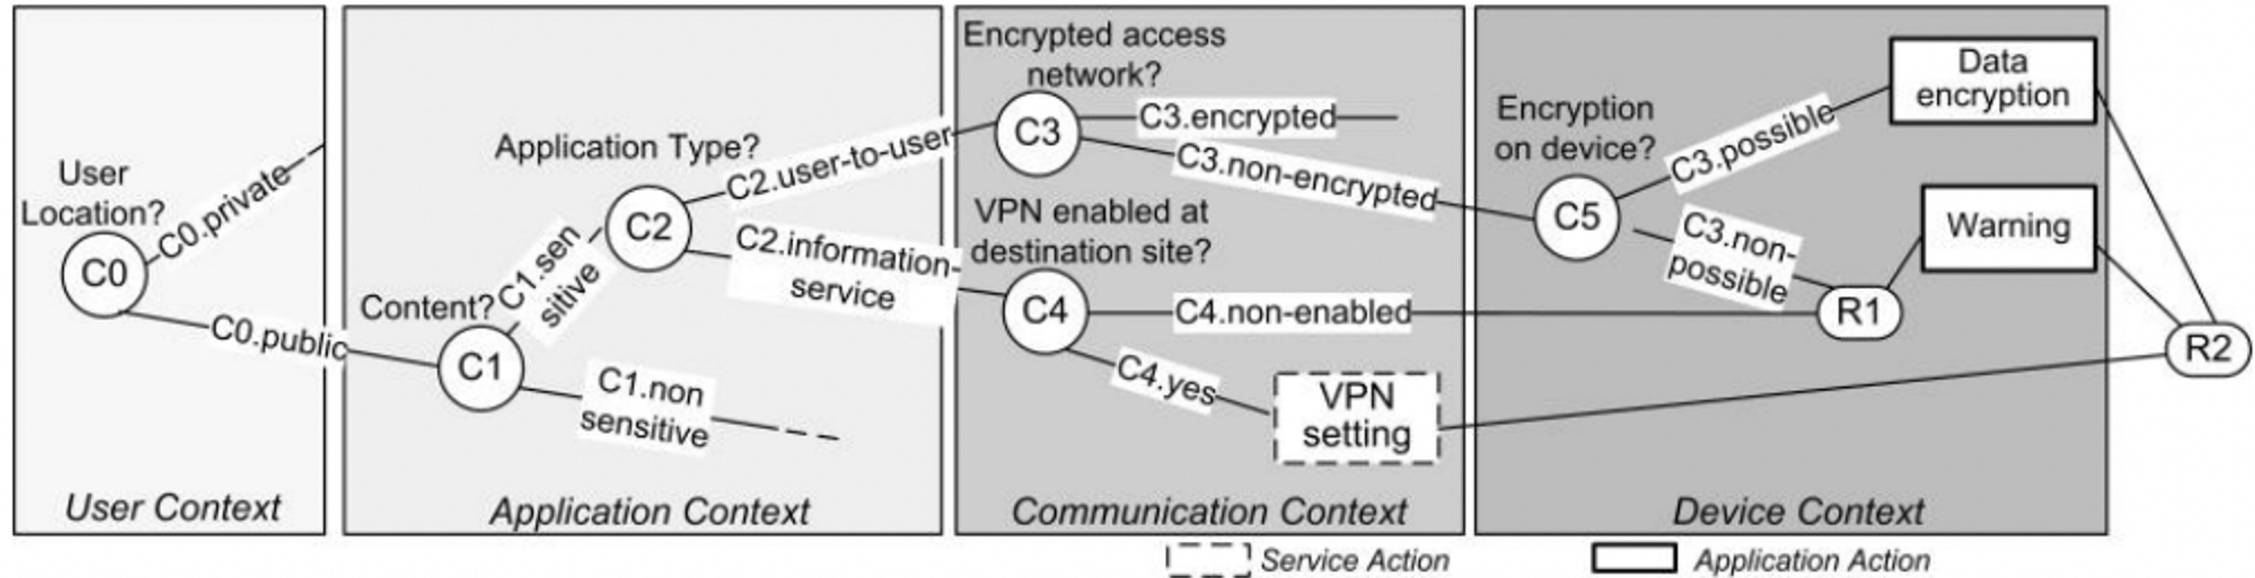 User
Location?
C0
C0.private
C0.public
User Context
Application Type?
C2
C2.user-to-user
C2.information-
service
Content?
C1.sen
sitive
C1
C1.non
sensitive
Application Context
Encrypted access
network?
C3
C3.encrypted
C3.non-encrypted
VPN enabled at
destination site?
C4
C4.non-enabled
C4.yes
VPN
setting
Communication Context
Encryption
on device?
C5
C3.possible
C3.non-
possible
Data
encryption
Warning
R1
R2
Device Context
Service Action
Application Action